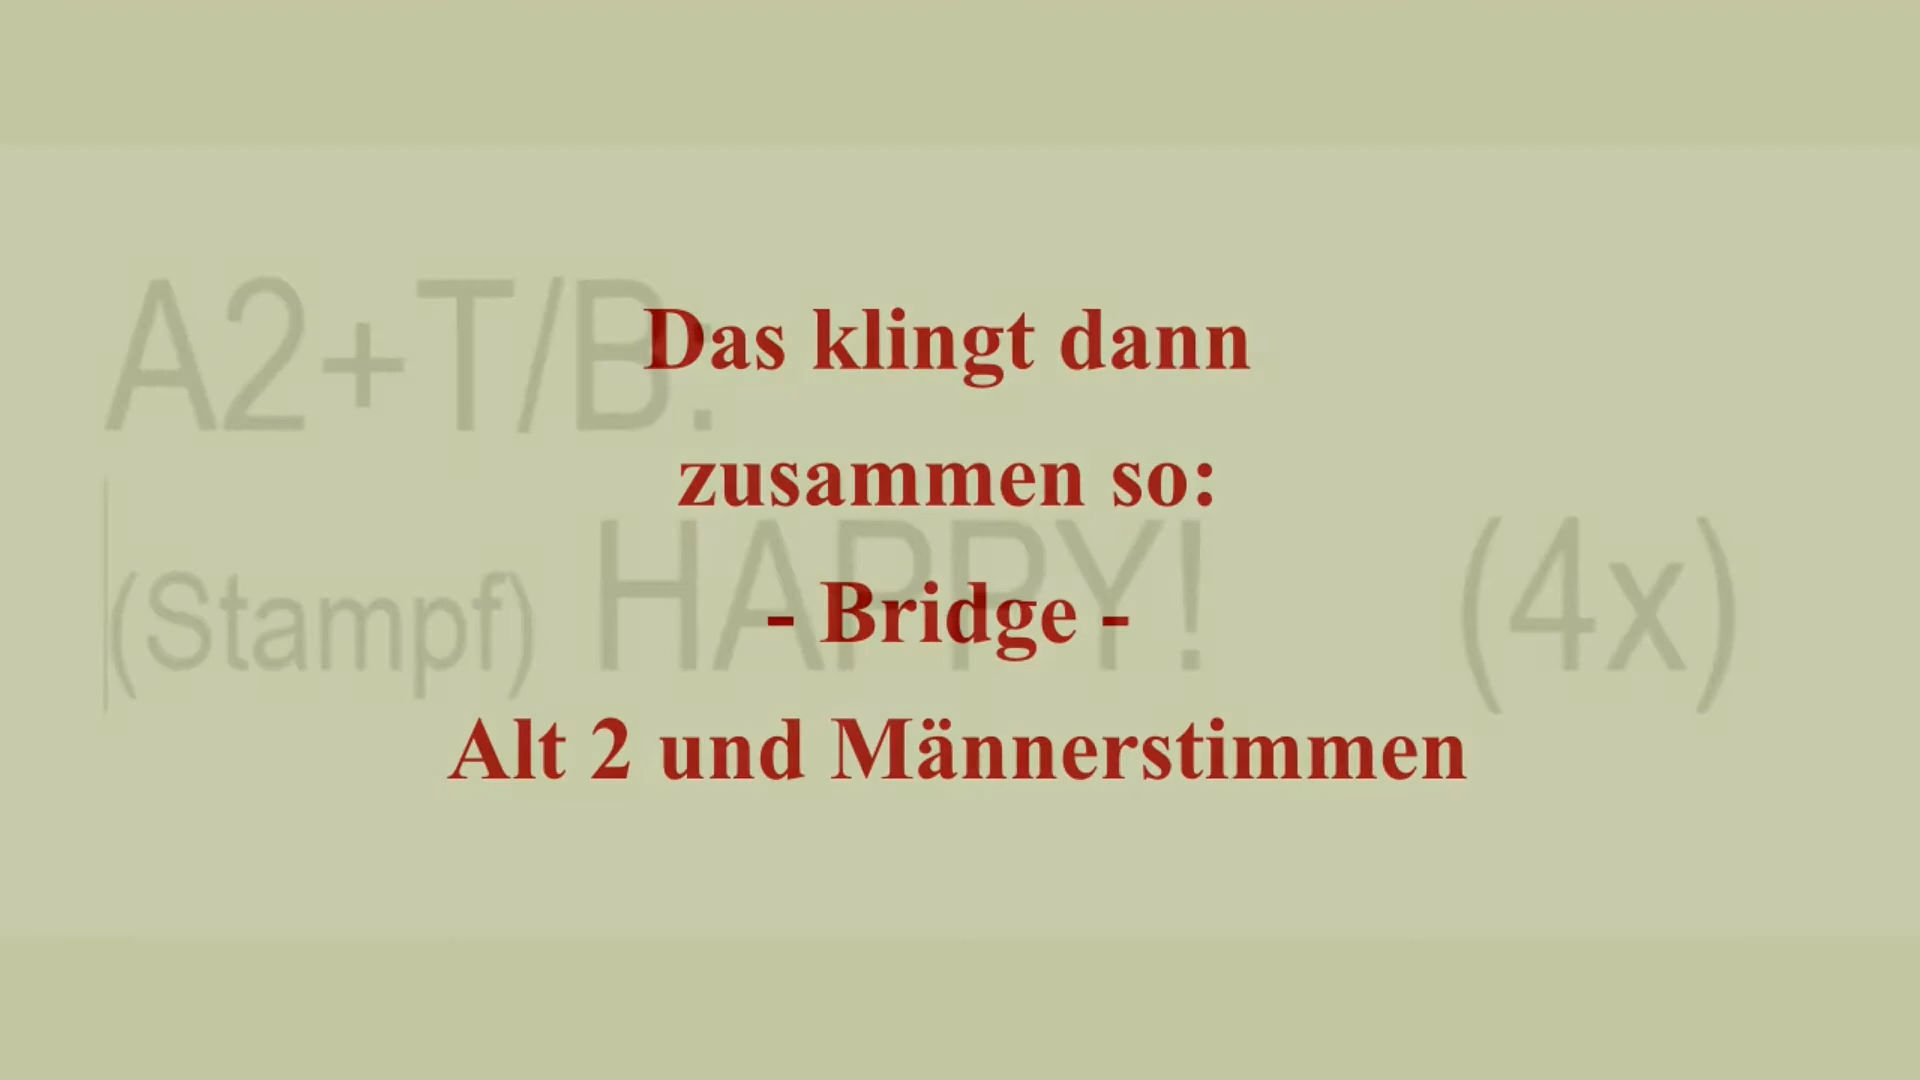 A2+T/B:
Das klingt dann
zusammen so:
(Stampf) HAPPY! (4x)
- Bridge -
Alt 2 und Männerstimmen